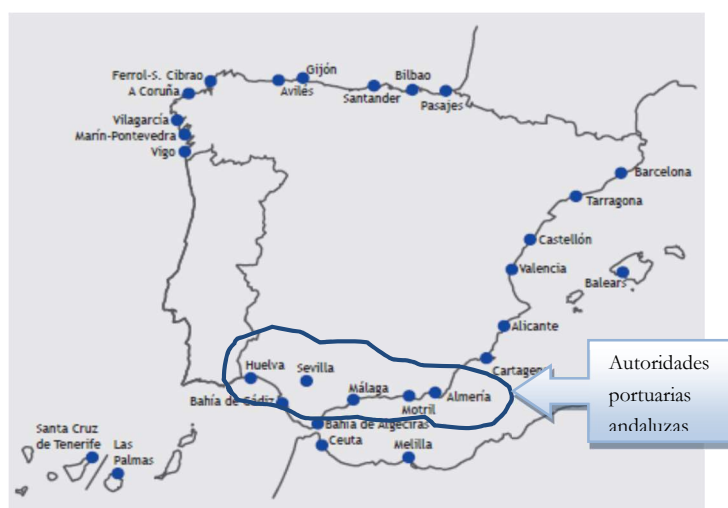 Gijón
Ferrol-S. Cibrao
Bilbao
A Coruña
Avilés
Santander
Pasajes
Vilagarcía
Marín-Pontevedra
Vigo
Barcelona
Tarragona
Castellón
Valencia
Balears
Alicante
Cartagena
Huelva
Sevilla
Málaga
Almería
Bahía de Cádiz
Motril
Bahía de Algeciras
Ceuta
Melilla
Santa Cruz
de Tenerife
Las
Palmas
Autoridades
portuarias
andaluzas